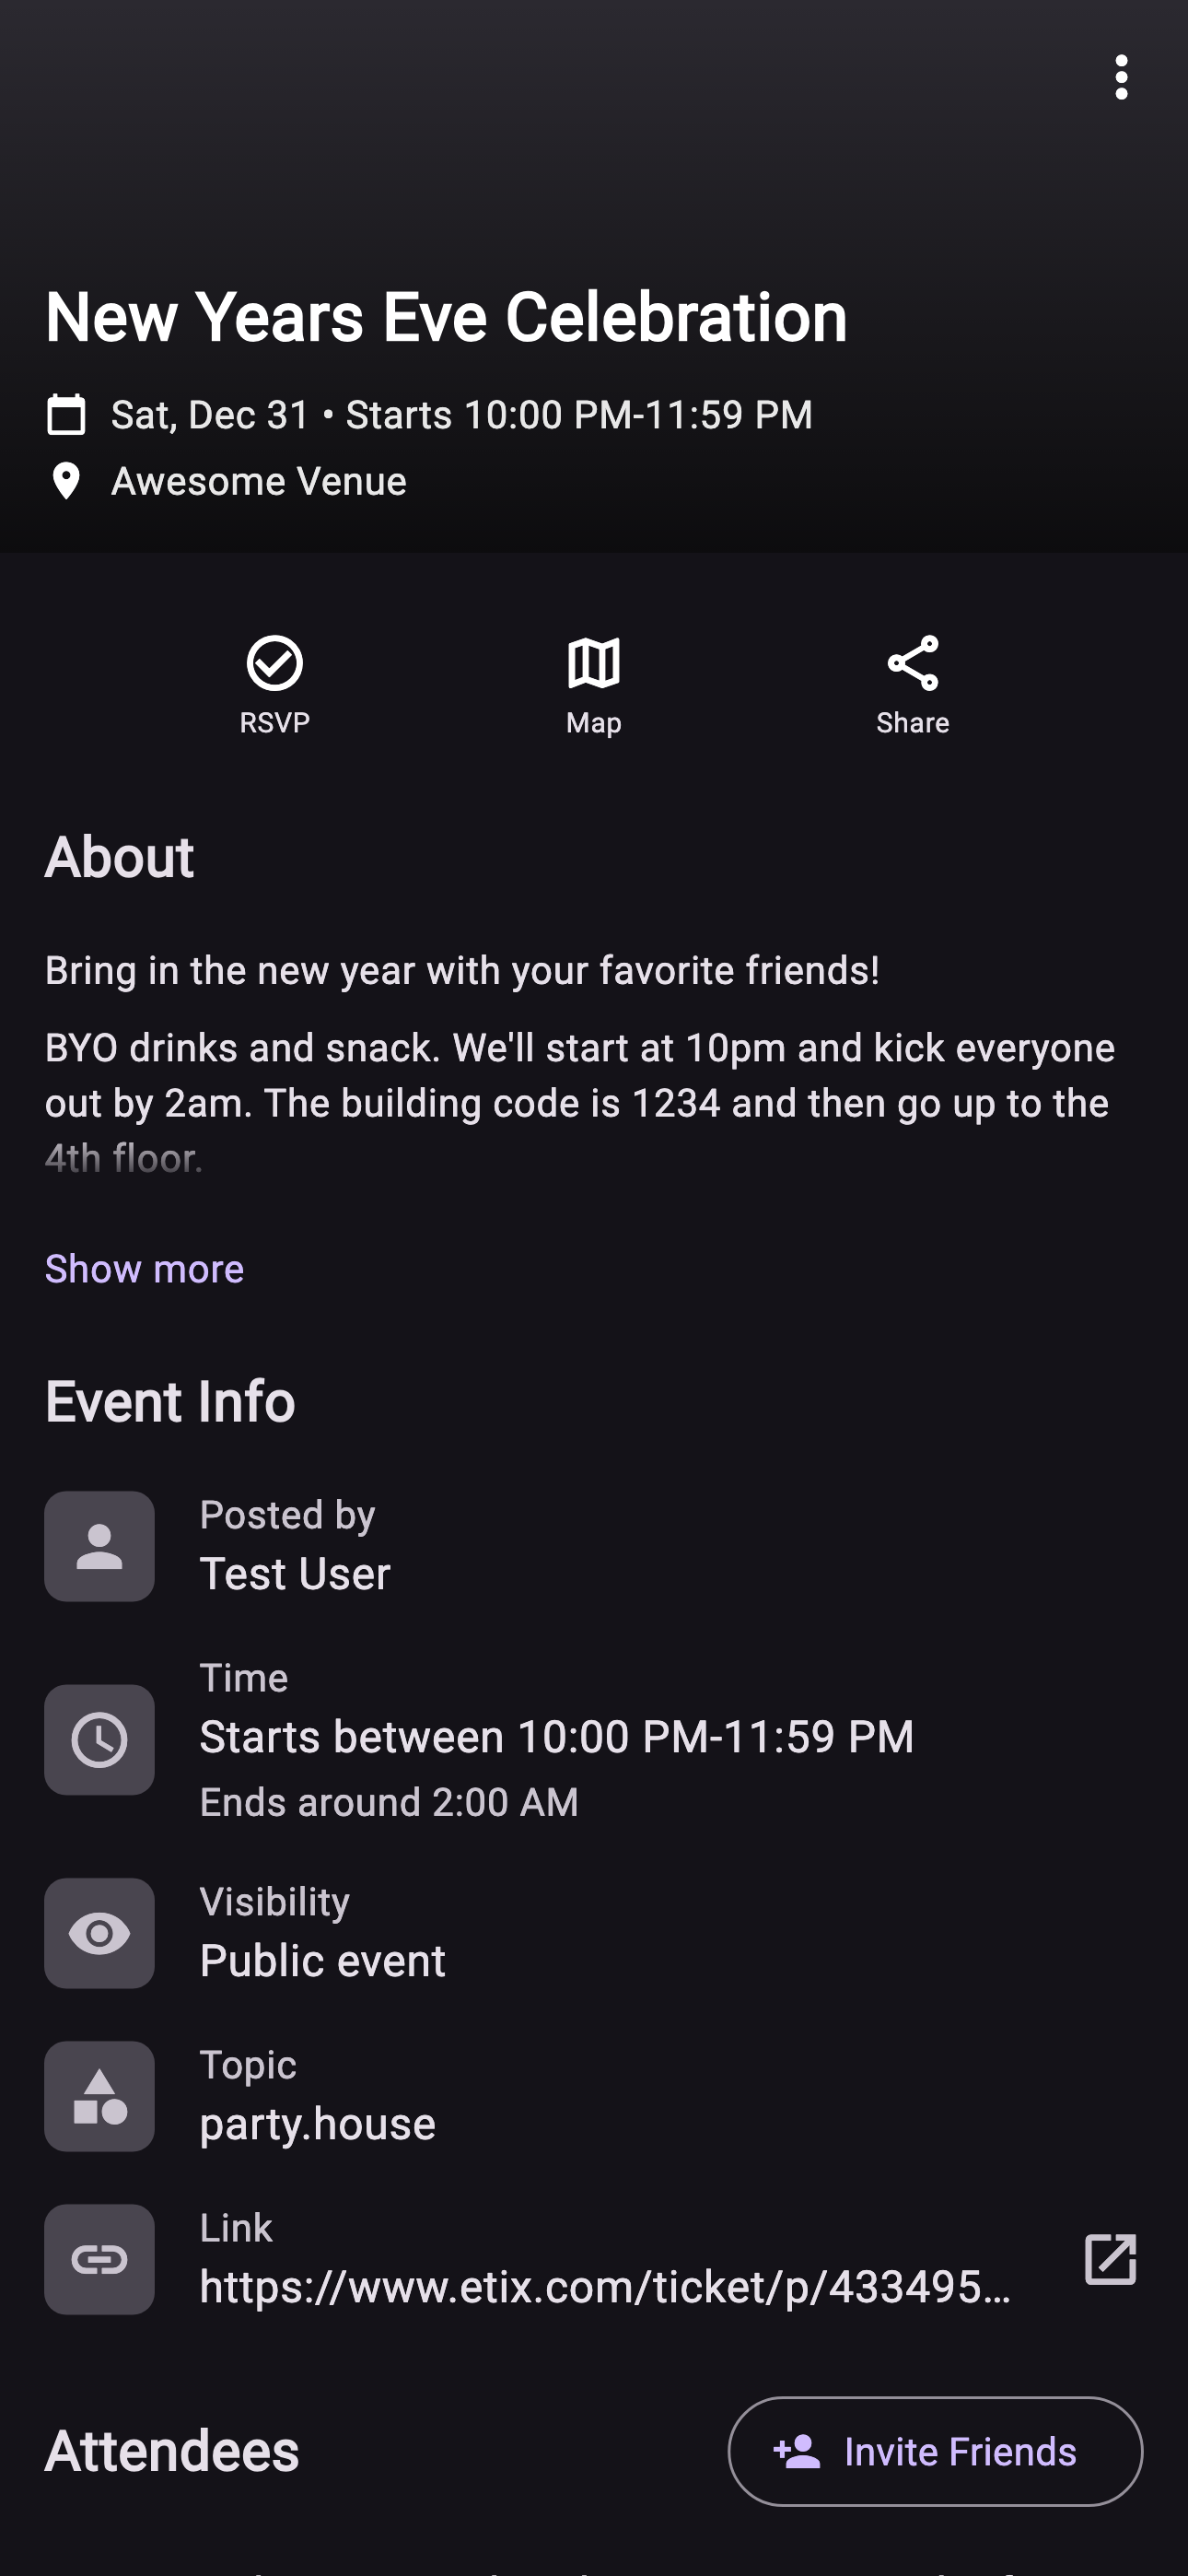 New Years Eve Celebration
Sat, Dec 31 • Starts 10:00 PM-11:59 PM
Awesome Venue
RSVP
Map
Share
About
Bring in the new year with your favorite friends!
BYO drinks and snack. We'll start at 10pm and kick everyone
out by 2am. The building code is 1234 and then go up to the
4th floor.
Show more
Event Info
Posted by
Test User
Time
Starts between 10:00 PM-11:59 PM
Ends around 2:00 AM
Visibility
Public event
Topic
party.house
Link
https://www.etix.com/ticket/p/433495...
Attendees
Invite Friends